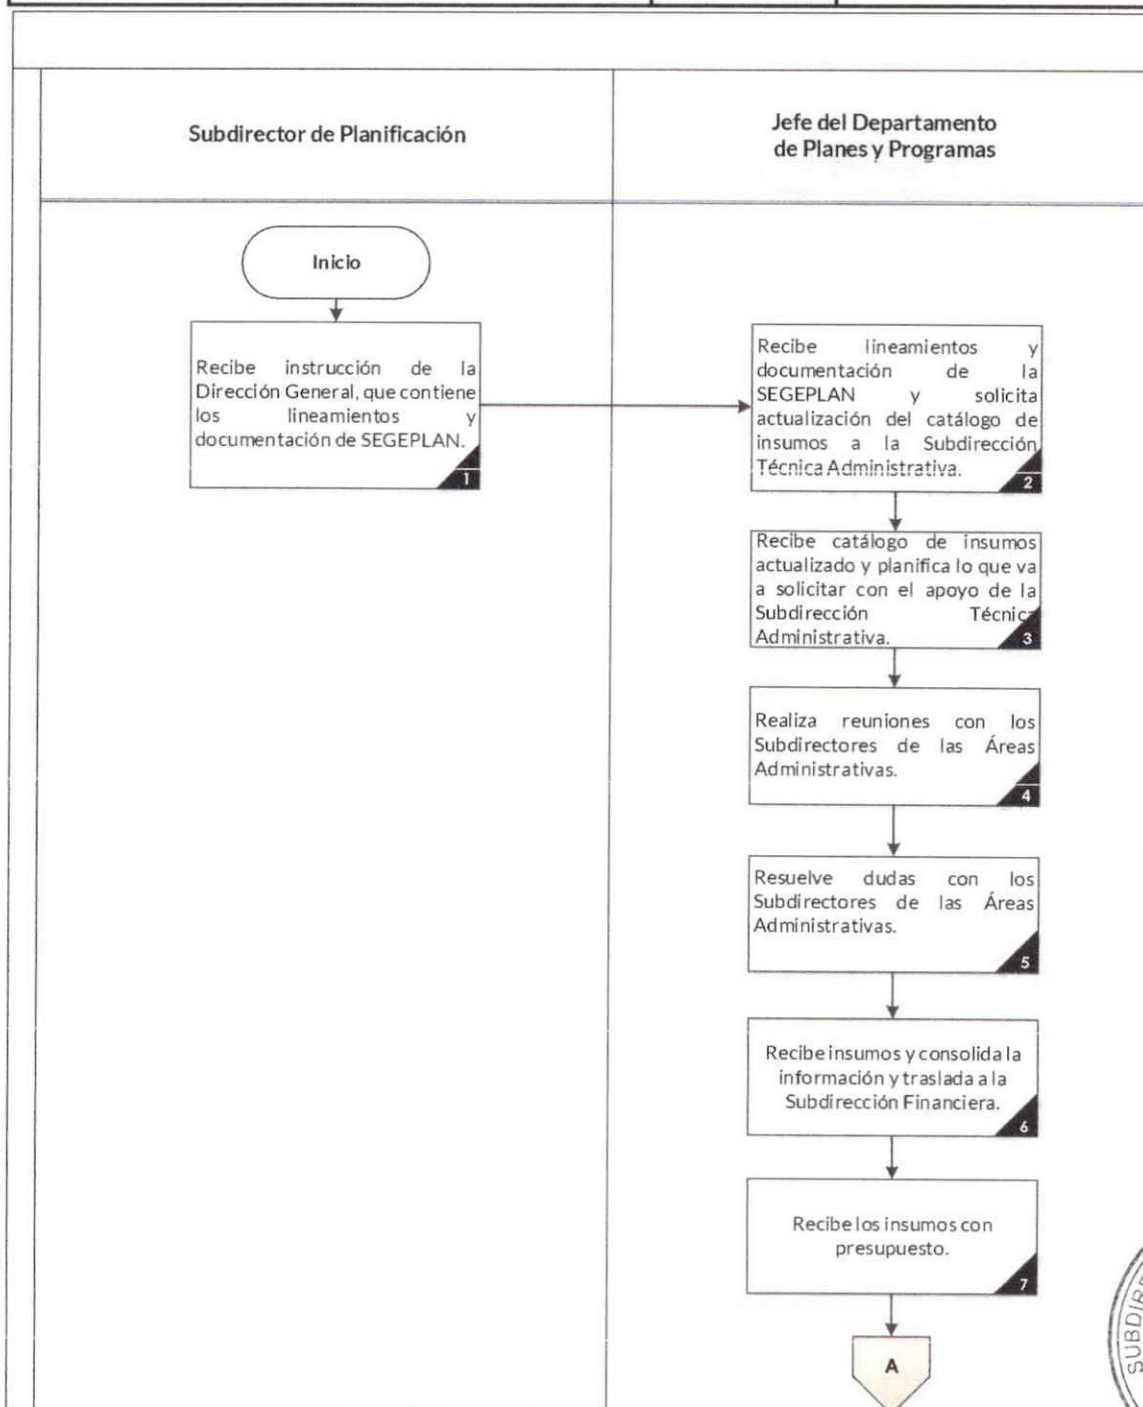 Subdirector de Planificación
Jefe del Departamento
de Planes y Programas
Inicio
Recibe instrucción de la
Dirección General, que contiene
los lineamientos y
documentación de SEGEPLAN.
1
Recibe lineamientos y
documentación de la
SEGEPLAN y solicita
actualización del catálogo de
insumos a la Subdirección
Técnica Administrativa.
2
Recibe catálogo de insumos
actualizado y planifica lo que va
a solicitar con el apoyo de la
Subdirección Técnica
Administrativa.
3
Realiza reuniones con los
Subdirectores de las Áreas
Administrativas.
4
Resuelve dudas con los
Subdirectores de las Áreas
Administrativas.
5
Recibe insumos y consolida la
información y traslada a la
Subdirección Financiera.
6
Recibe los insumos con
presupuesto.
7
A